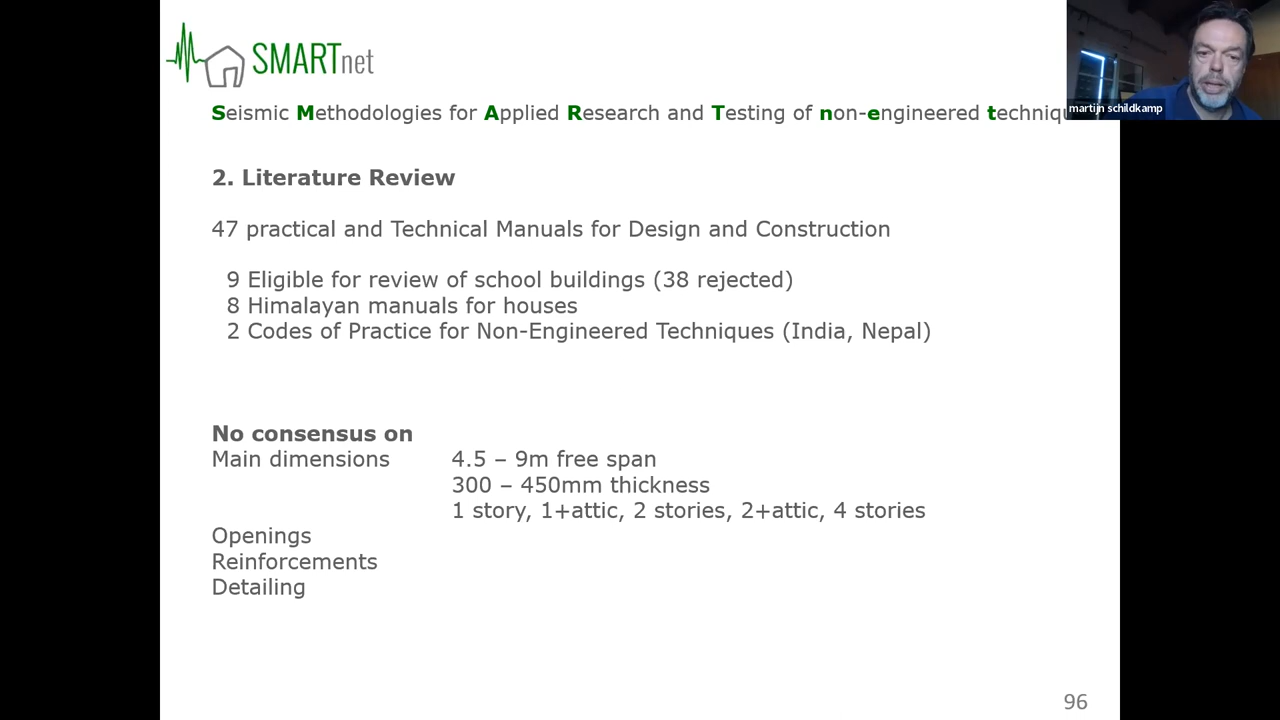 SMARTnet
martijn schildkamp
Seismic Methodologies for Applied Research and Testing of non-engineered
2. Literature Review
47 practical and Technical Manuals for Design and Construction
9 Eligible for review of school buildings (38 rejected)
8 Himalayan manuals for houses
2 Codes of Practice for Non-Engineered Techniques (India, Nepal)
No consensus on
Main dimensions 4.5 – 9m free span
300 – 450mm thickness
1 story, 1+attic, 2 stories, 2+attic, 4 stories
Openings
Reinforcements
Detailing
96